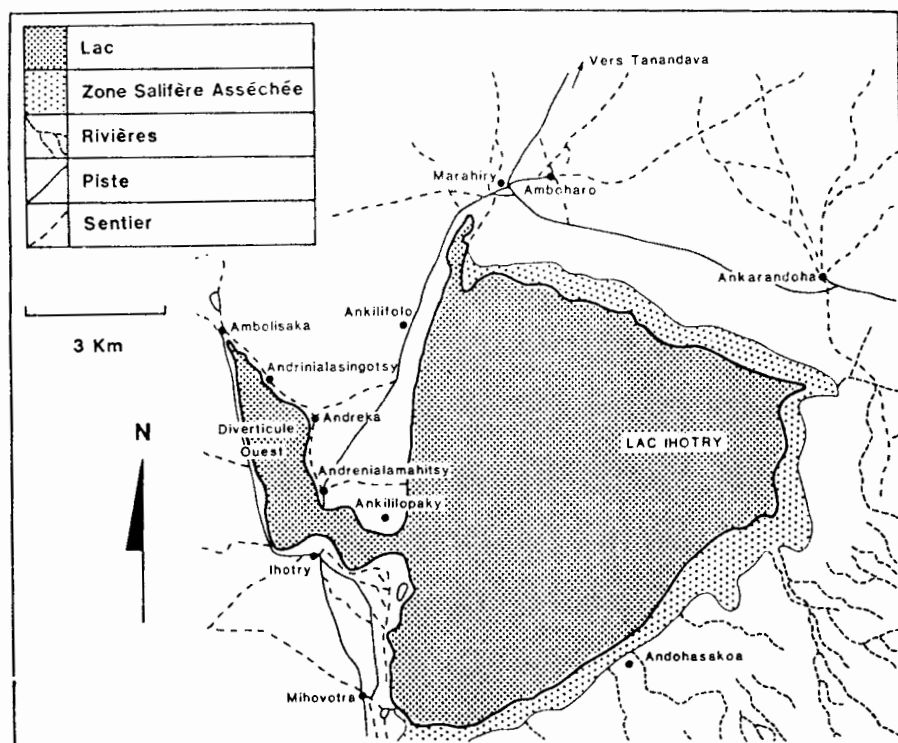 Lac
Zone Salifère Asséchée
Rivières
Piste
Sentier
3 Km
N
Vers Tanandava
Marahiry
Ambcharo
Ankarandoha
Ankilifolo
Ambolisaka
Andrinialasingotsy
Andreka
Diverticule
Ouest
LAC IHOTRY
Andrenialamahitsy
Ankililopaky
Ihotry
Andohasakoa
Mihovotra